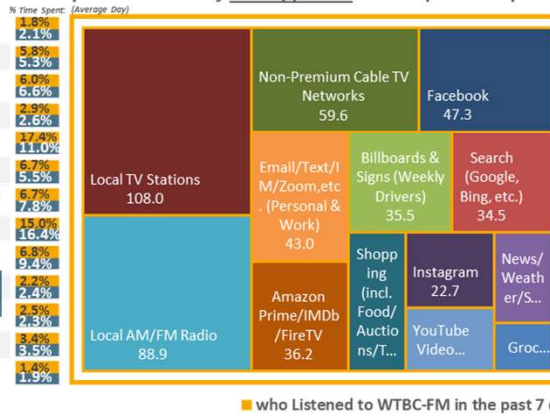 % Time Spent: (Average Day)
1.8%
2.1%
5.8%
5.3%
6.0%
6.6%
2.9%
2.6%
17.4%
11.0%
6.7%
5.5%
6.7%
7.8%
15.0%
16.4%
6.8%
9.4%
2.2%
2.4%
2.5%
2.3%
3.4%
3.5%
1.4%
1.9%
Local TV Stations
108.0
Local AM/FM Radio
88.9
Non-Premium Cable TV
Networks
59.6
Facebook
47.3
Email/Text/I
M/Zoom,etc
. (Personal &
Work)
43.0
Billboards &
Signs (Weekly
Drivers)
35.5
Search
(Google,
Bing, etc.)
34.5
Amazon
Prime/IMDb
/FireTV
36.2
Shopp
ing
(incl.
Food/
Auctio
ns/T...
Instagram
22.7
News/
Weath
er/S...
YouTube
Video...
Groc...
who Listened to WTBC-FM in the past 7